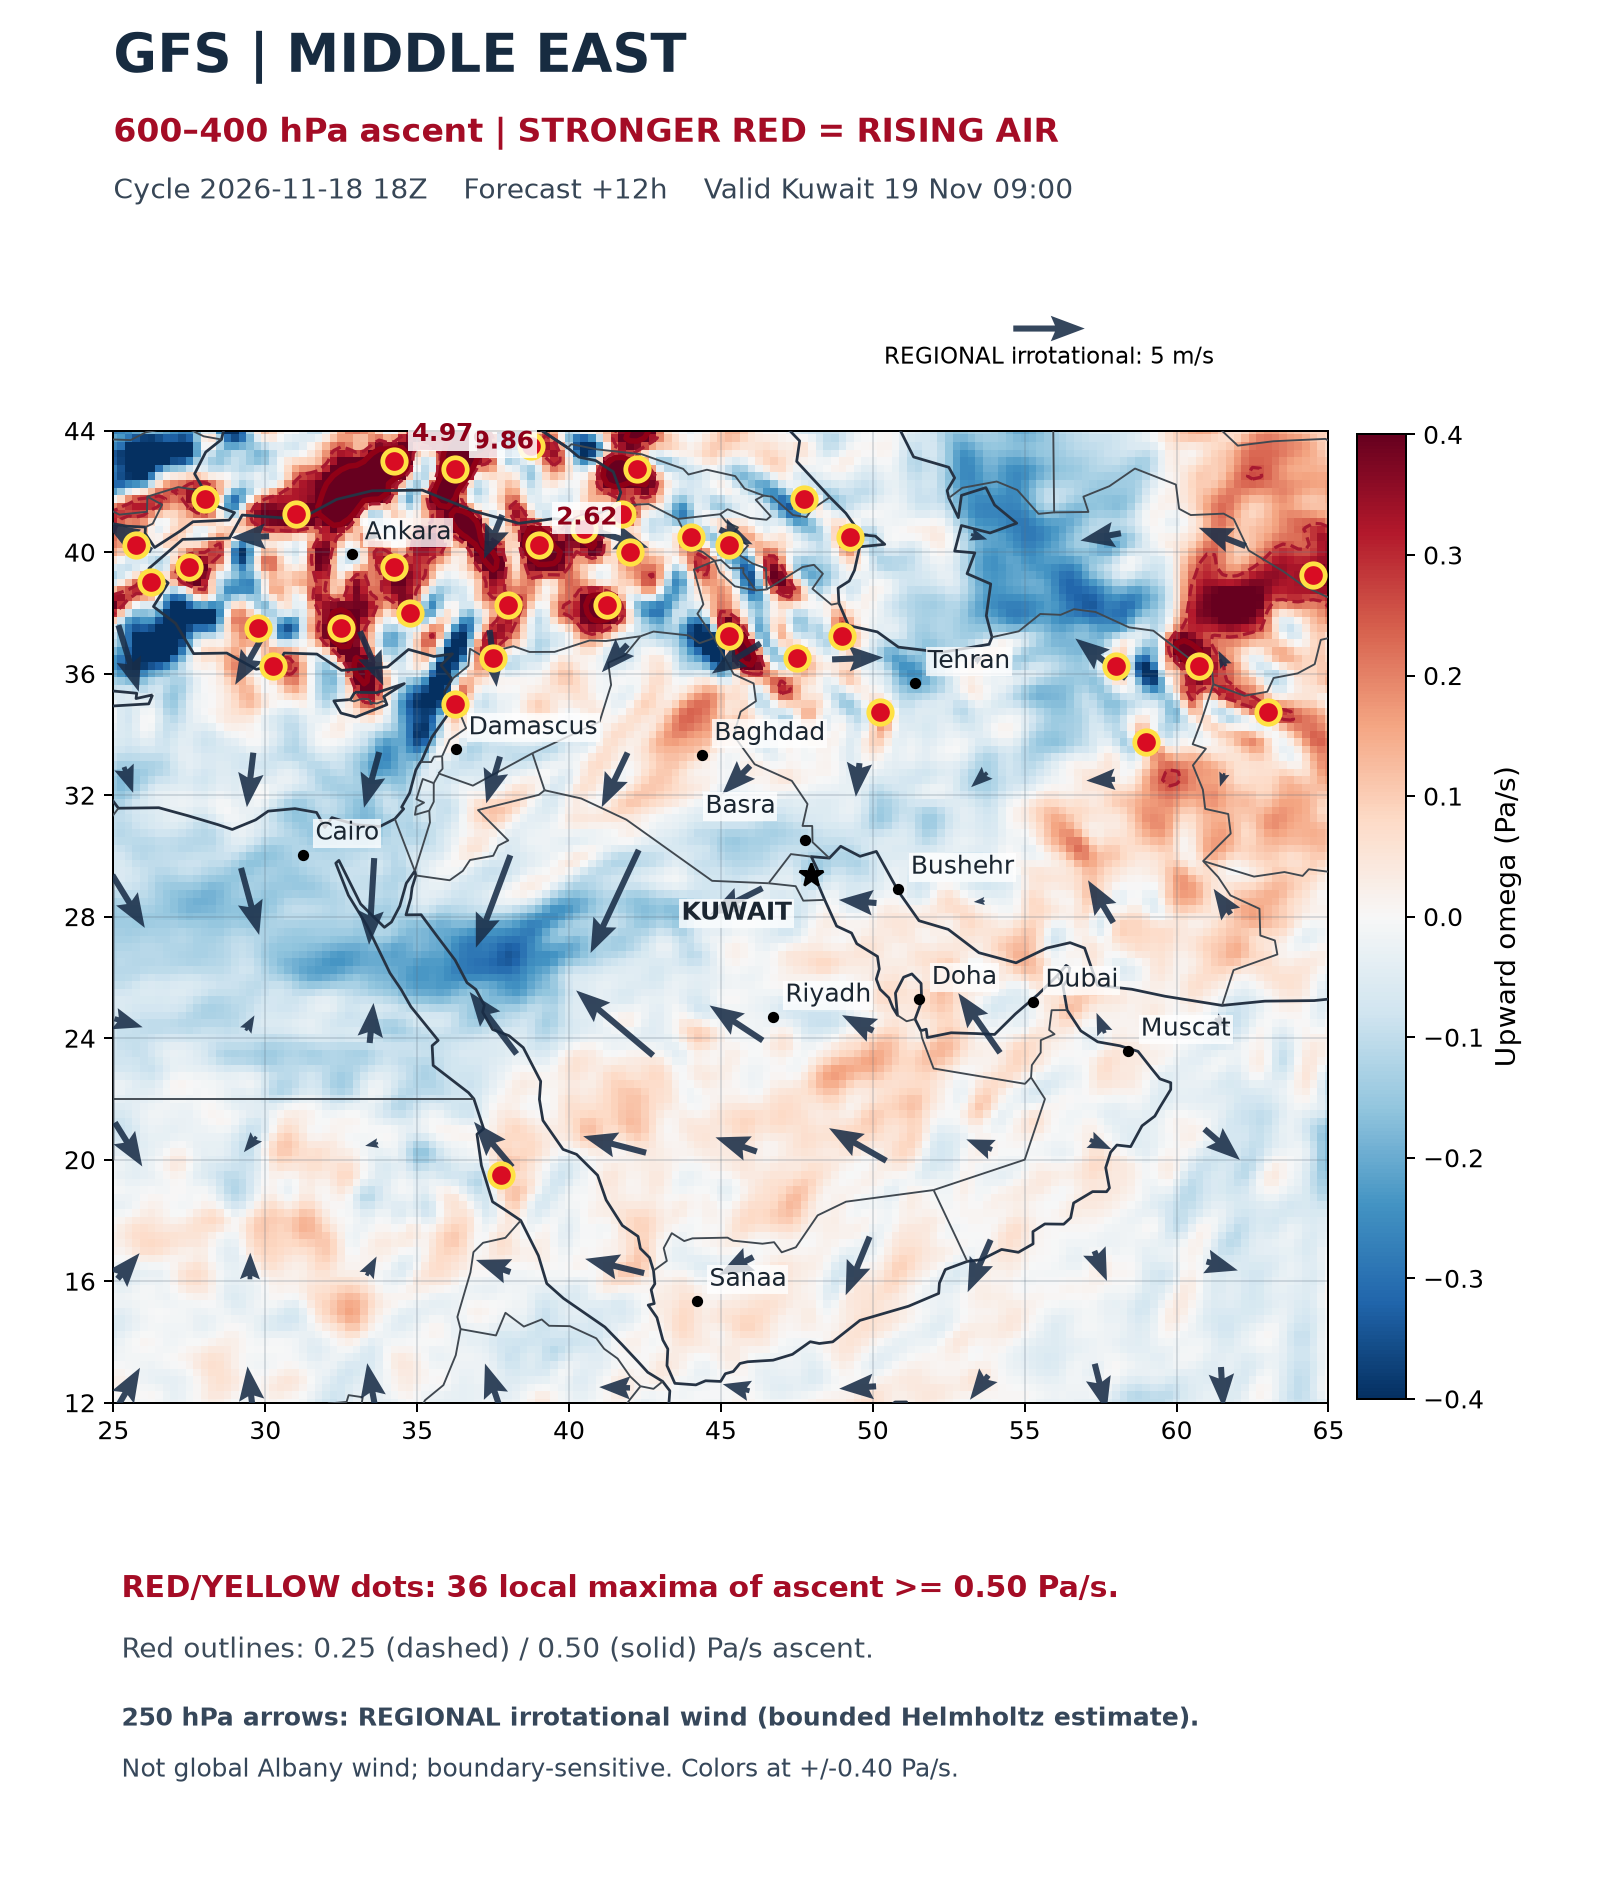 GFS | MIDDLE EAST
600–400 hPa ascent | STRONGER RED = RISING AIR
Cycle 2026-11-18 18Z Forecast +12h Valid Kuwait 19 Nov 09:00
REGIONAL irrotational: 5 m/s
44
40
36
32
28
24
20
16
12
25 30 35 40 45 50 55 60 65
4.97
9.86
2.62
Ankara
Tehran
Damascus
Baghdad
Basra
Cairo
Bushehr
KUWAIT
Doha
Dubai
Riyadh
Muscat
Sanaa
0.4
0.3
0.2
0.1
0.0
−0.1
−0.2
−0.3
−0.4
Upward omega (Pa/s)
RED/YELLOW dots: 36 local maxima of ascent >= 0.50 Pa/s.
Red outlines: 0.25 (dashed) / 0.50 (solid) Pa/s ascent.
250 hPa arrows: REGIONAL irrotational wind (bounded Helmholtz estimate).
Not global Albany wind; boundary-sensitive. Colors at +/-0.40 Pa/s.